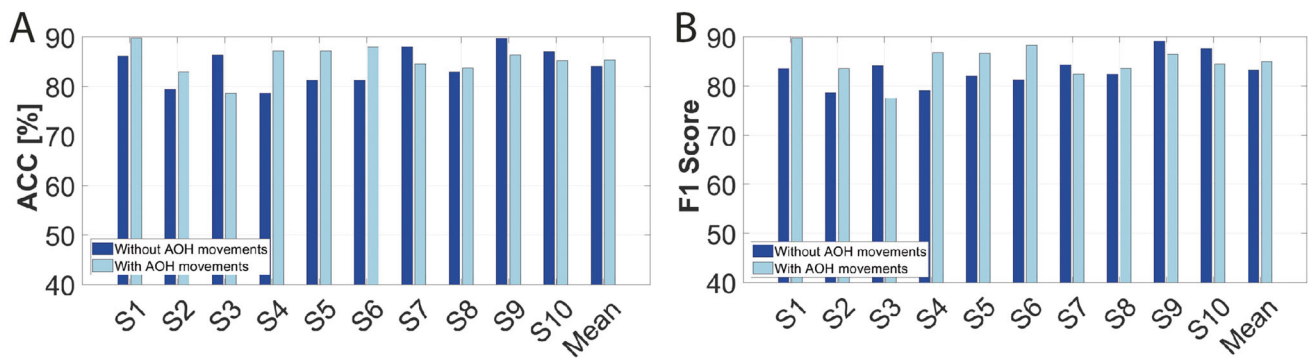 A
ACC [%]
90
80
70
60
50
40
Without AOH movements
With AOH movements
S1
S2
S3
S4
S5
S6
S7
S8
S9
S10
Mean
B
F1 Score
90
80
70
60
50
40
Without AOH movements
With AOH movements
S1
S2
S3
S4
S5
S6
S7
S8
S9
S10
Mean